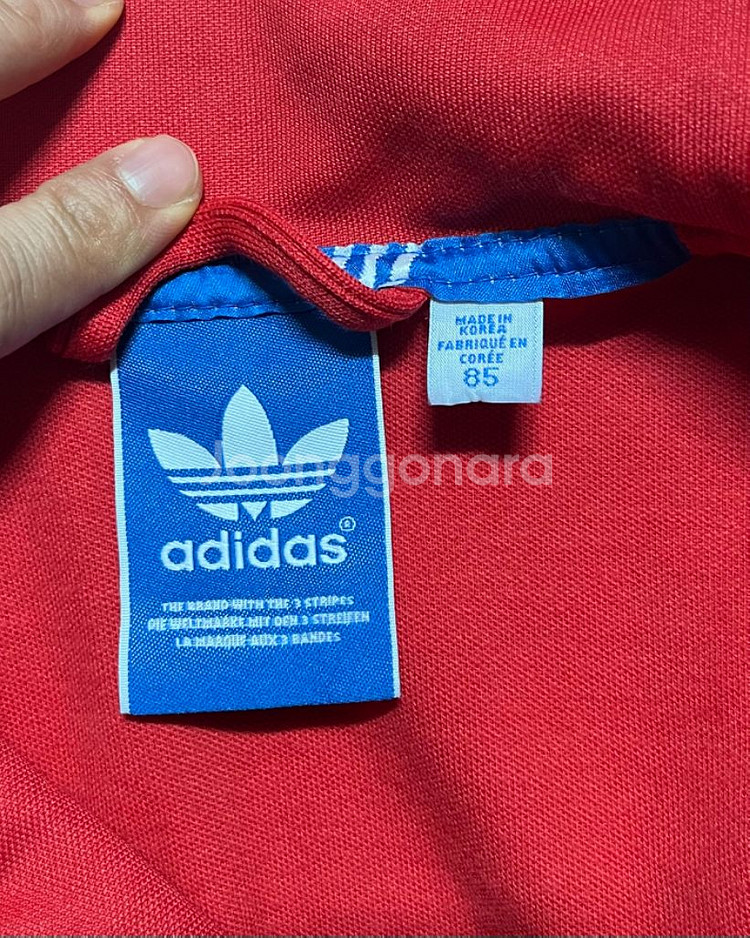 MADE IN
KOREA
FABRIQUÉ EN
CORÉE
85
Joonggonara
adidas®
THE BRAND WITH THE 3 STRIPES
DIE WELTMARKE MIT DEN 3 STREIFEN
LA MARQUE AUX 3 BANDES